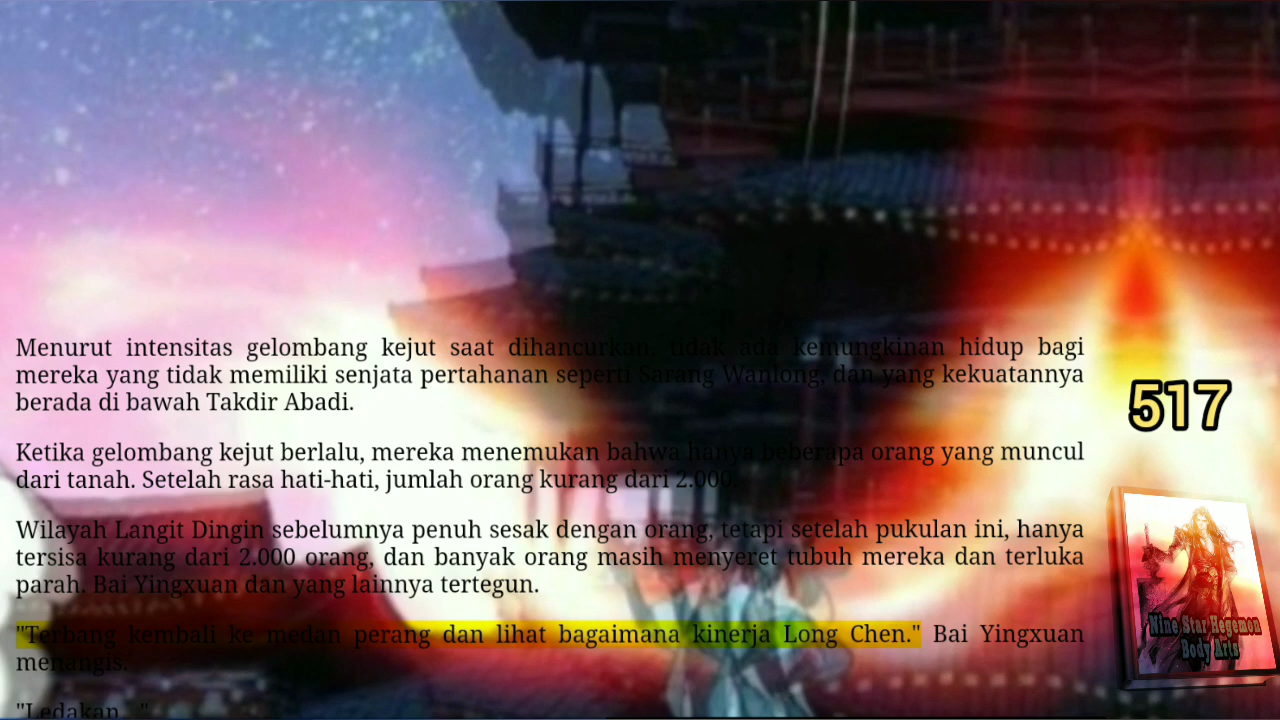 Menurut intensitas gelombang kejut saat dihancurkan, tidak ada kemungkinan hidup bagi
mereka yang tidak memiliki senjata pertahanan seperti Sarang Wanlong, dan yang kekuatannya
berada di bawah Takdir Abadi.
Ketika gelombang kejut berlalu, mereka menemukan bahwa hanya beberapa orang yang muncul
dari tanah. Setelah rasa hati-hati, jumlah orang kurang dari 2.000.
Wilayah Langit Dingin sebelumnya penuh sesak dengan orang, tetapi setelah pukulan ini, hanya
tersisa kurang dari 2.000 orang, dan banyak orang masih menyeret tubuh mereka dan terluka
parah. Bai Yingxuan dan yang lainnya tertegun.
"Terbang kembali ke medan perang dan lihat bagaimana kinerja Long Chen." Bai Yingxuan
menangis.
"Ledakan..."
517
Nine Star Hegemon
Body Arts